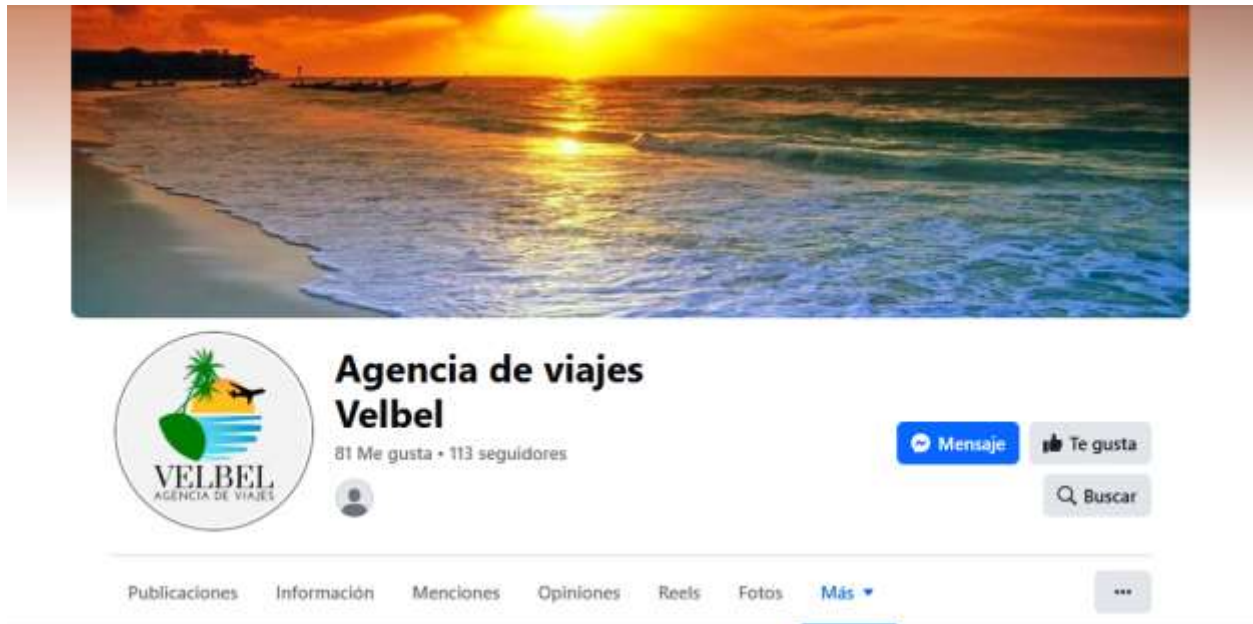 VELBEL
AGENCIA DE VIAJES
Agencia de viajes
Velbel
81 Me gusta • 113 seguidores
Mensaje
Te gusta
Buscar
Publicaciones Información Menciones Opiniones Reels Fotos Más